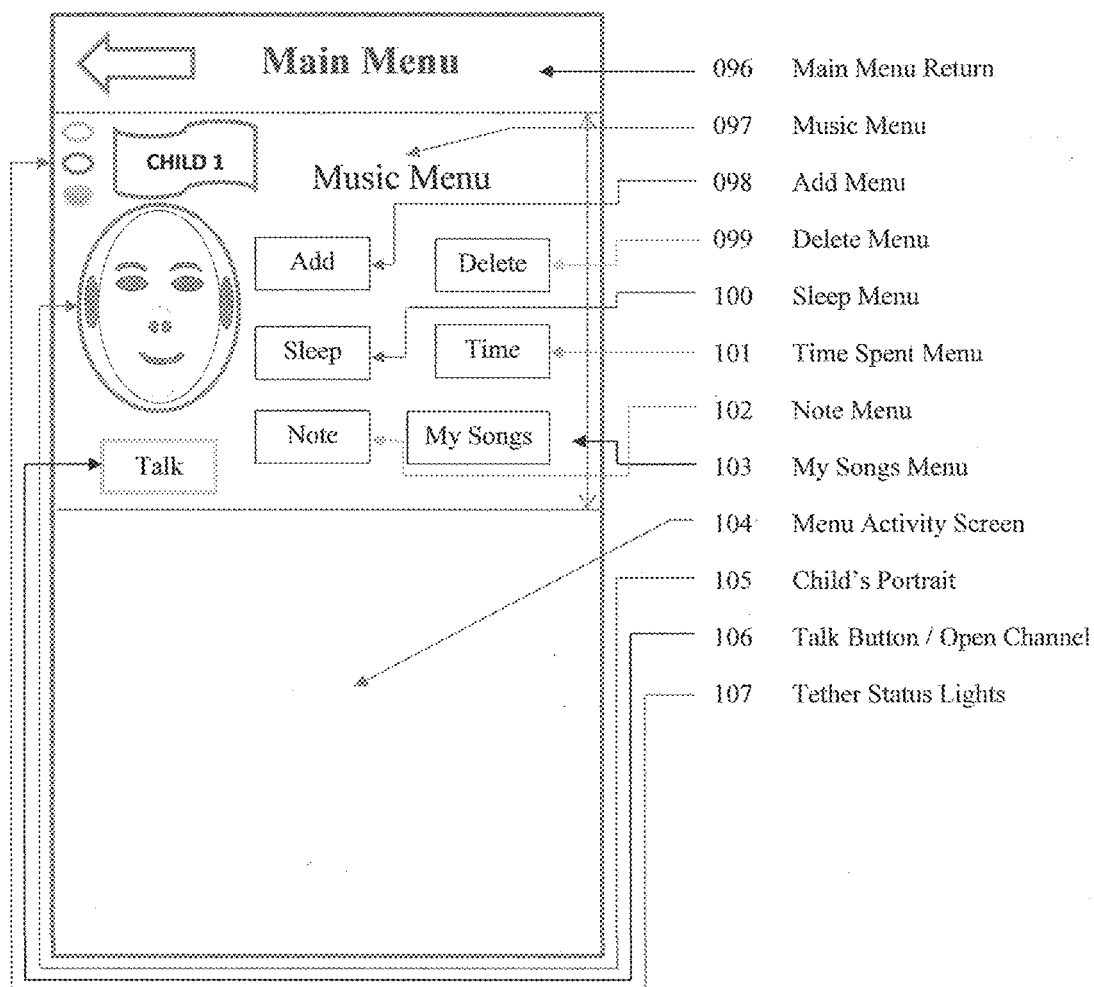 Main Menu
096 Main Menu Return
097 Music Menu
CHILD 1
Music Menu
098 Add Menu
Add
Delete
099 Delete Menu
100 Sleep Menu
Sleep
Time
101 Time Spent Menu
102 Note Menu
Note
My Songs
103 My Songs Menu
Talk
104 Menu Activity Screen
105 Child's Portrait
106 Talk Button / Open Channel
107 Tether Status Lights